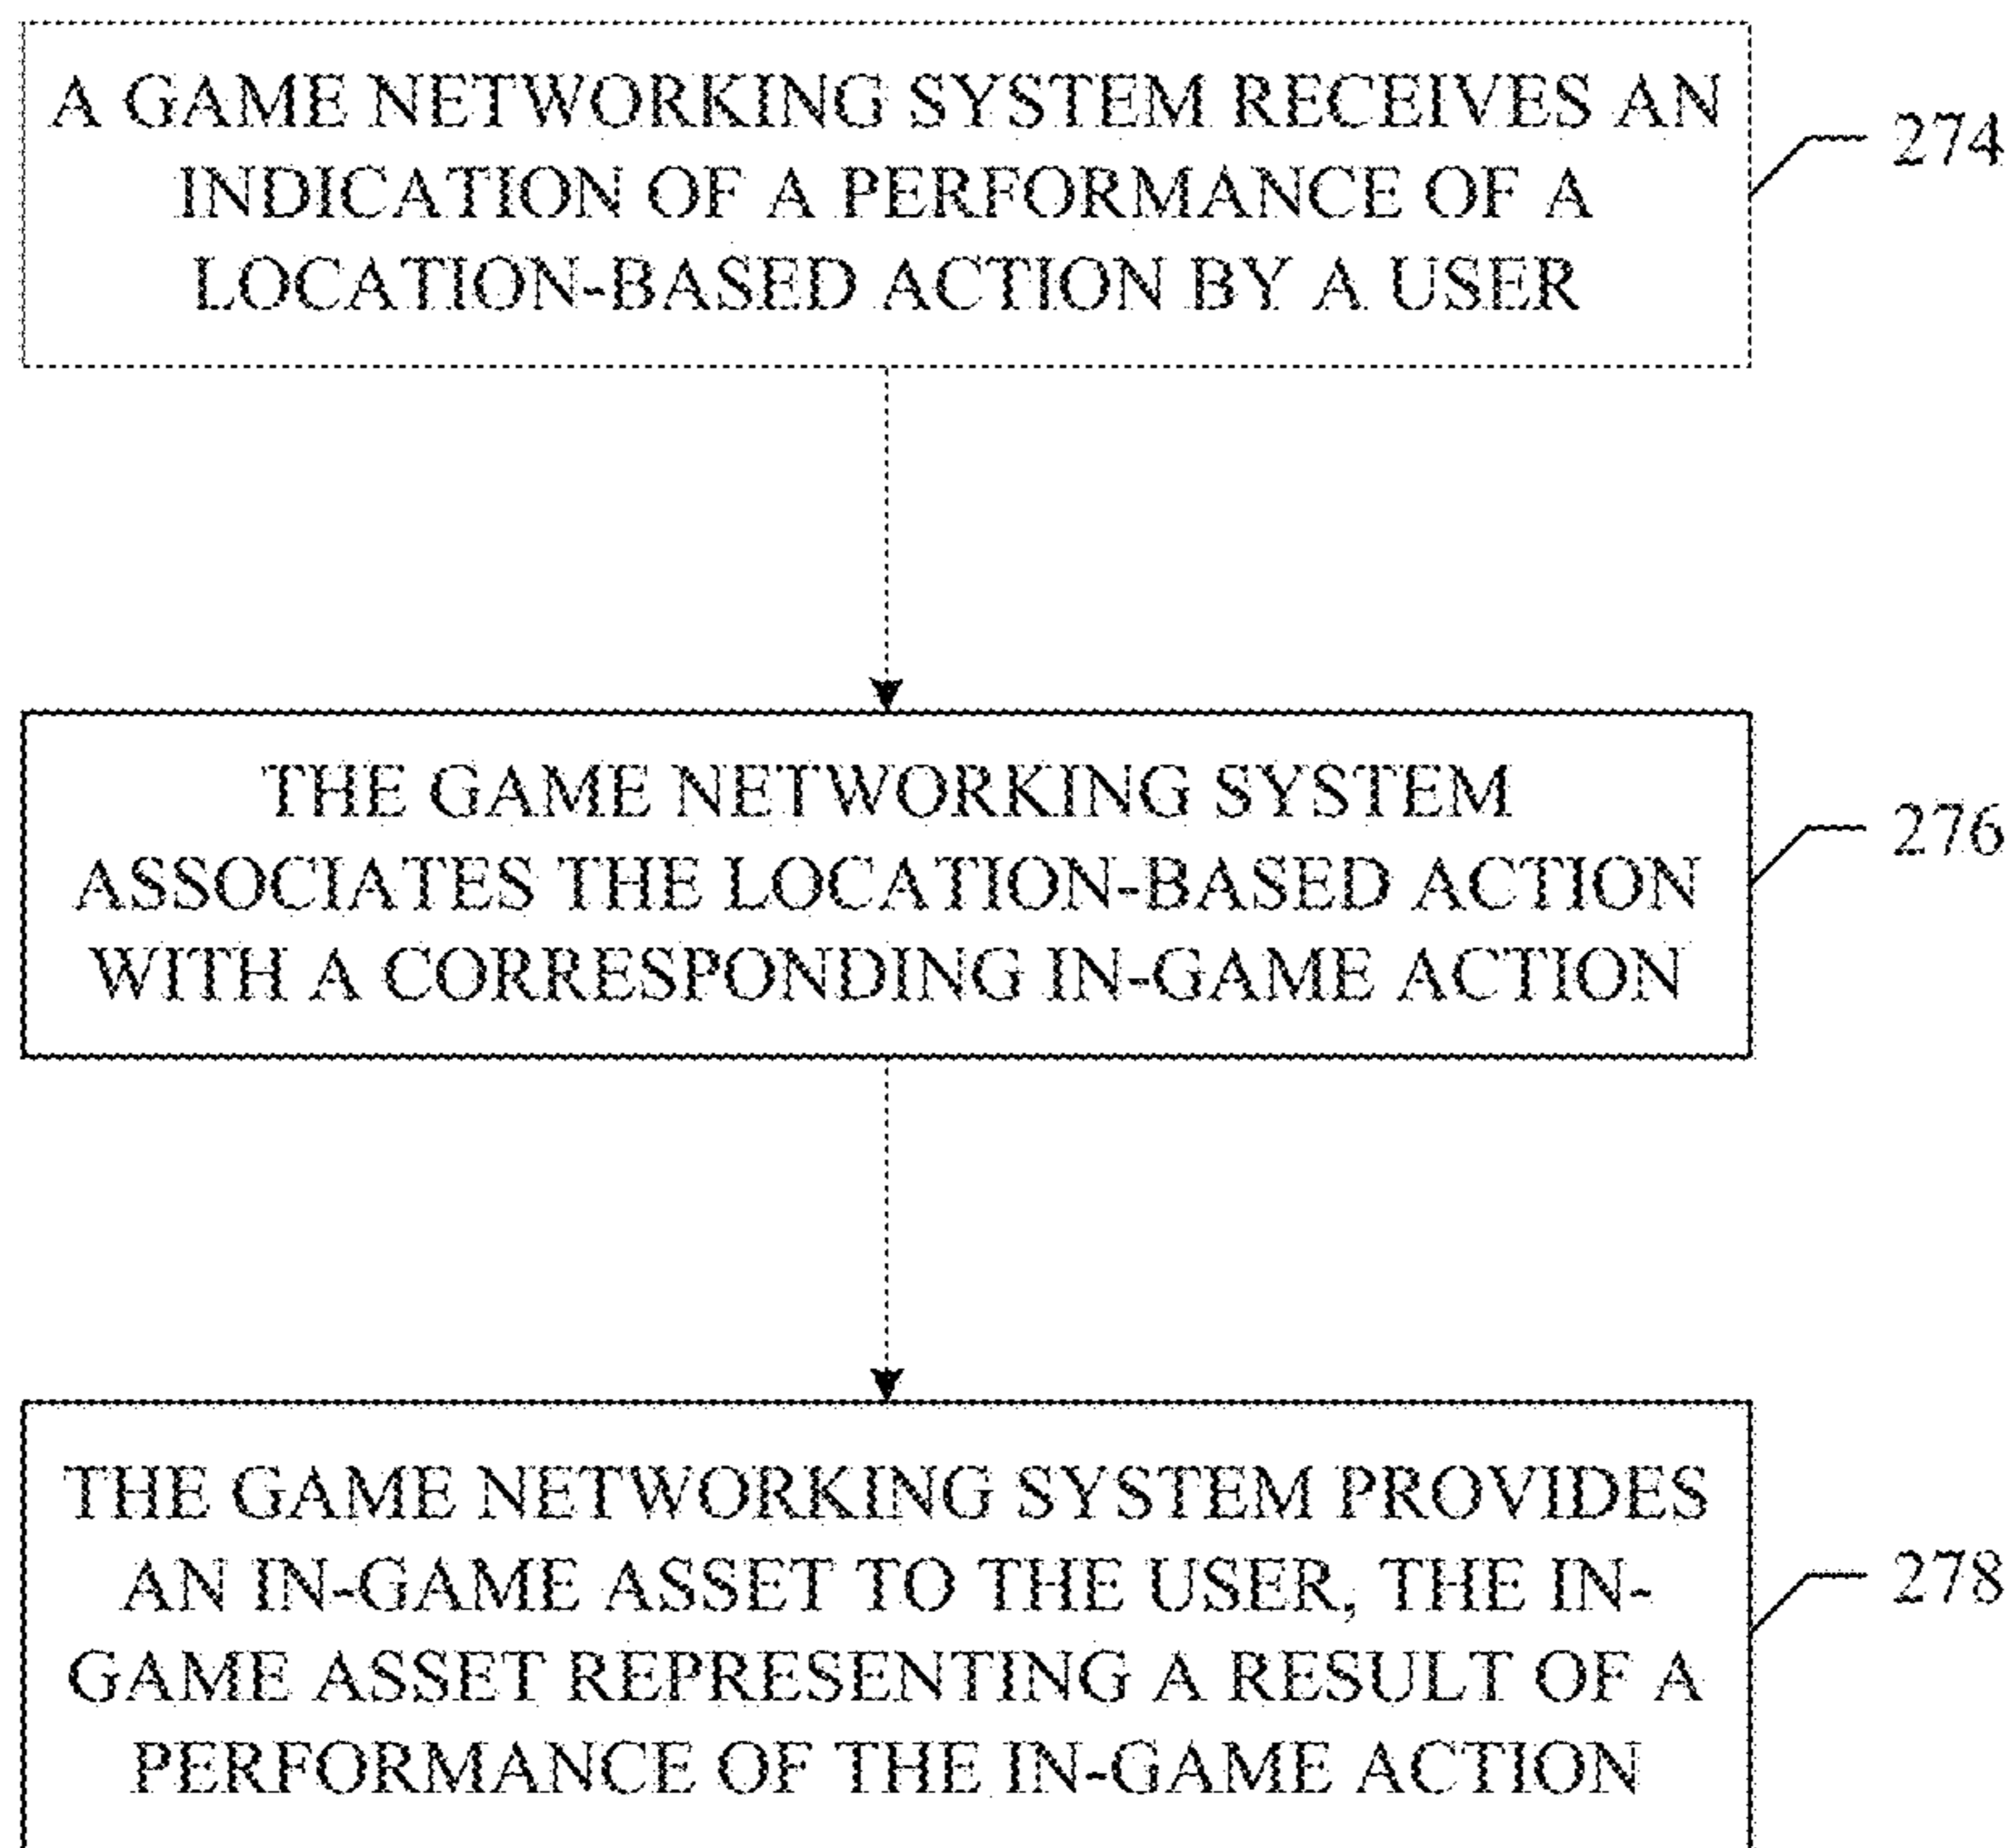 A GAME NETWORKING SYSTEM RECEIVES AN
INDICATION OF A PERFORMANCE OF A
LOCATION-BASED ACTION BY A USER
274
THE GAME NETWORKING SYSTEM
ASSOCIATES THE LOCATION-BASED ACTION
WITH A CORRESPONDING IN-GAME ACTION
276
THE GAME NETWORKING SYSTEM PROVIDES
AN IN-GAME ASSET TO THE USER, THE IN-
GAME ASSET REPRESENTING A RESULT OF A
PERFORMANCE OF THE IN-GAME ACTION
278